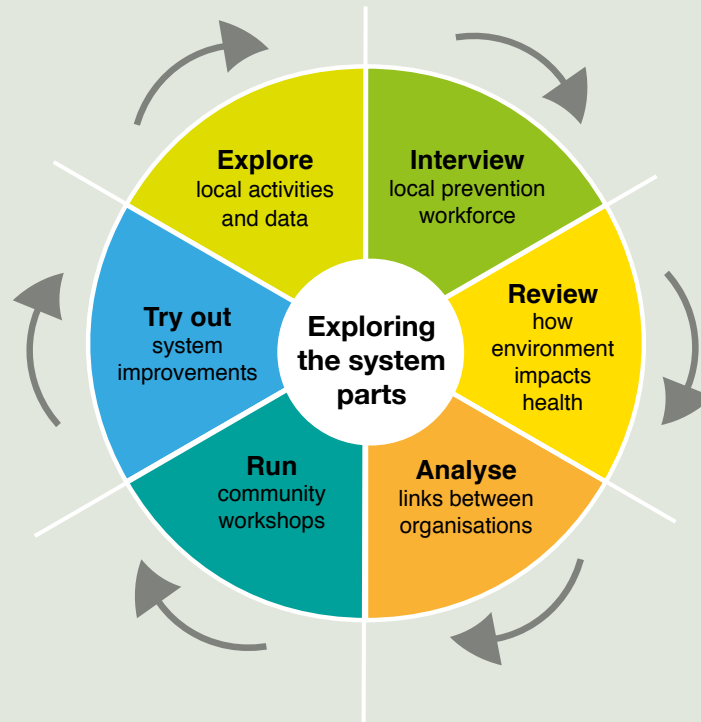 Explore
local activities
and data
Interview
local prevention
workforce
Review
how
environment
impacts
health
Analyse
links between
organisations
Run
community
workshops
Try out
system
improvements
Exploring
the system
parts